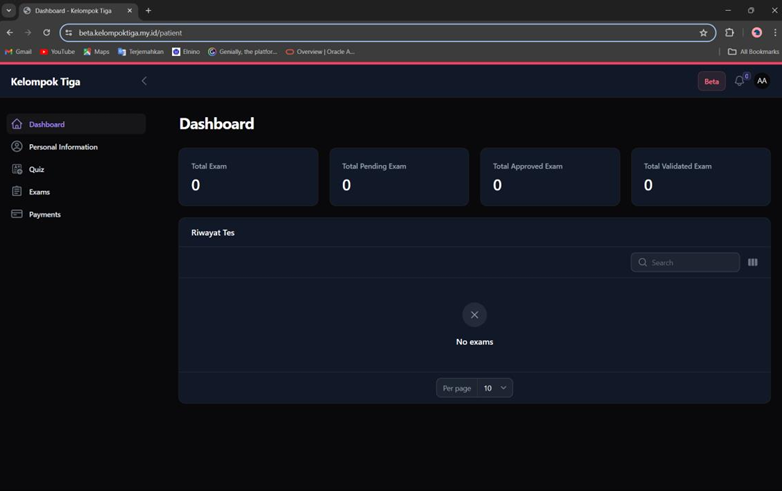 Dashboard - Kelompok Tiga
beta.kelompoktiga.my.id/patient
Gmail YouTube Maps Terjemahkan Elnino Genially, the platfor... Overview | Oracle A... All Bookmarks
Kelompok Tiga
Beta 0 AA
Dashboard
Personal Information
Quiz
Exams
Payments
Dashboard
Total Exam
0
Total Pending Exam
0
Total Approved Exam
0
Total Validated Exam
0
Riwayat Tes
Search
No exams
Per page 10